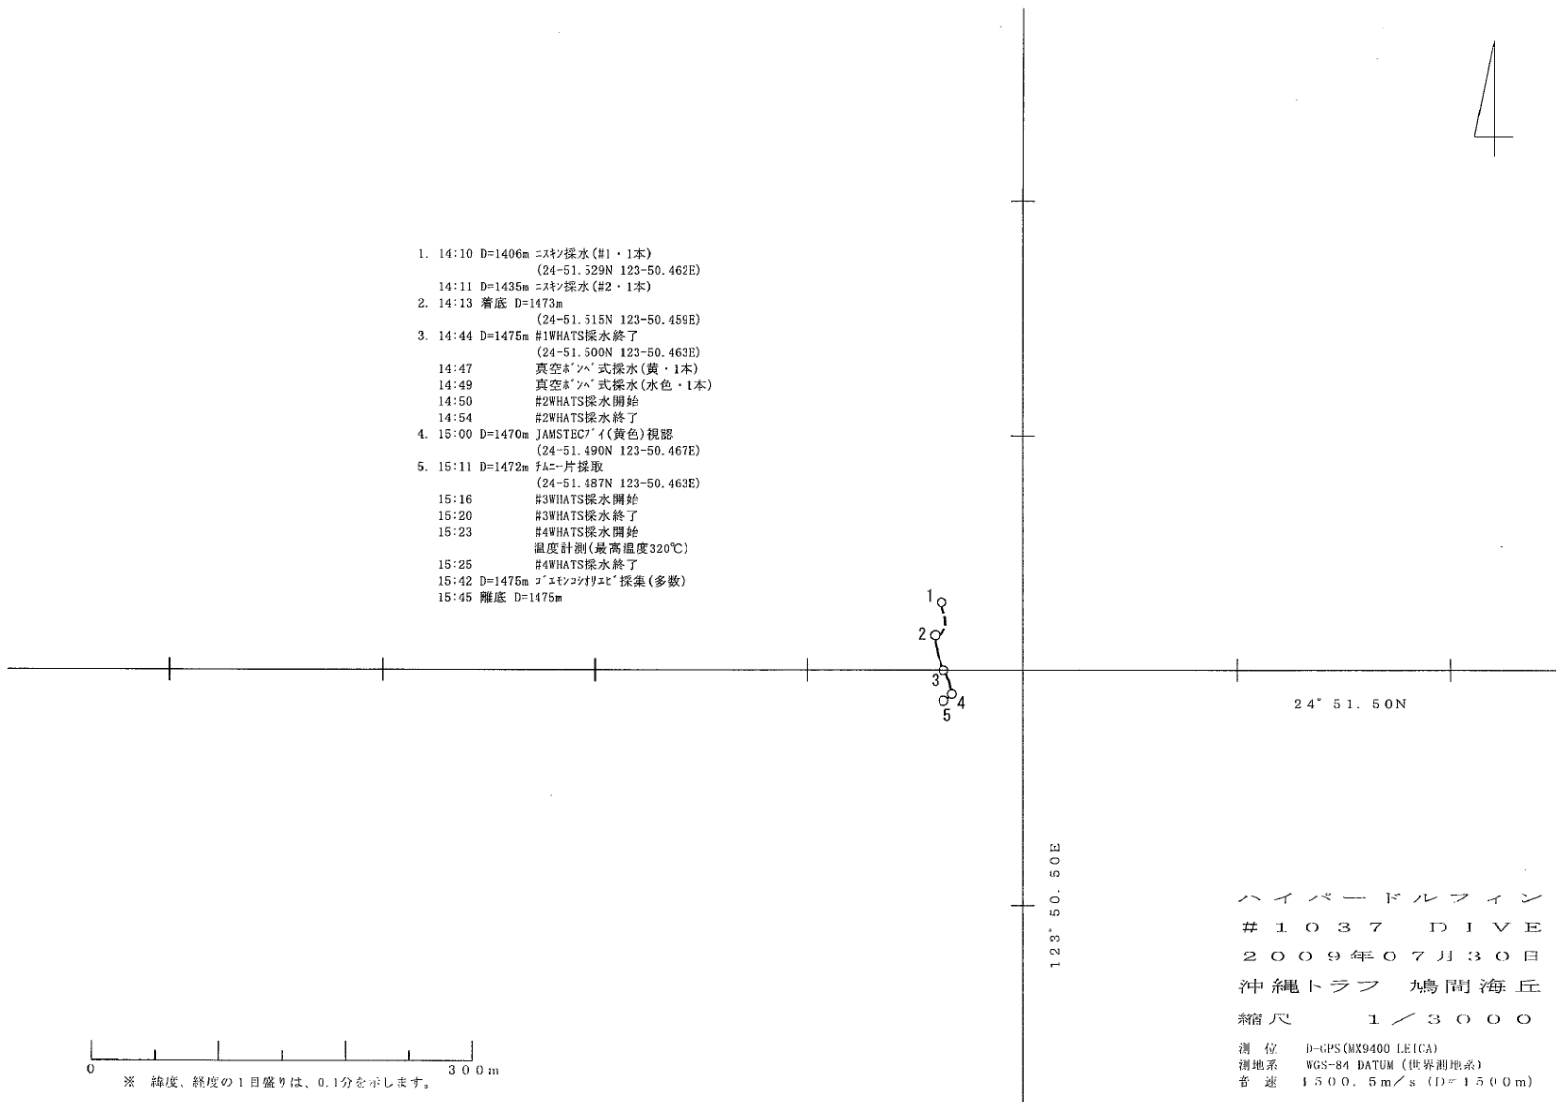 1. 14:10 D=1406m ﾆｽｷﾝ採水(#1・1本)
(24-51.529N 123-50.462E)
14:11 D=1435m ﾆｽｷﾝ採水(#2・1本)
2. 14:13 着底 D=1473m
(24-51.515N 123-50.459E)
3. 14:44 D=1475m #1WHATS採水終了
(24-51.500N 123-50.463E)
14:47 真空ﾎﾞﾝﾍﾞ式採水(黄・1本)
14:49 真空ﾎﾞﾝﾍﾞ式採水(水色・1本)
14:50 #2WHATS採水開始
14:54 #2WHATS採水終了
4. 15:00 D=1470m JAMSTECﾌﾞｲ(黄色)視認
(24-51.490N 123-50.467E)
5. 15:11 D=1472m ﾁﾑﾆｰ片採取
(24-51.487N 123-50.463E)
15:16 #3WHATS採水開始
15:20 #3WHATS採水終了
15:23 #4WHATS採水開始
温度計測(最高温度320℃)
15:25 #4WHATS採水終了
15:42 D=1475m ｺﾞｴﾓﾝｺｼｵﾘｴﾋﾞ採集(多数)
15:45 離底 D=1475m
1
2
3
4
5
24° 51. 50N
123° 50. 50E
ハイパードルフィン
#1037 DIVE
2009年07月30日
沖縄トラフ 鳩間海丘
縮尺 1/3000
測位 D-GPS(MX9400 LEICA)
測地系 WGS-84 DATUM (世界測地系)
音速 1500. 5m/s (D=1500m)
0 300m
※ 緯度、経度の1目盛りは、0.1分を示します。